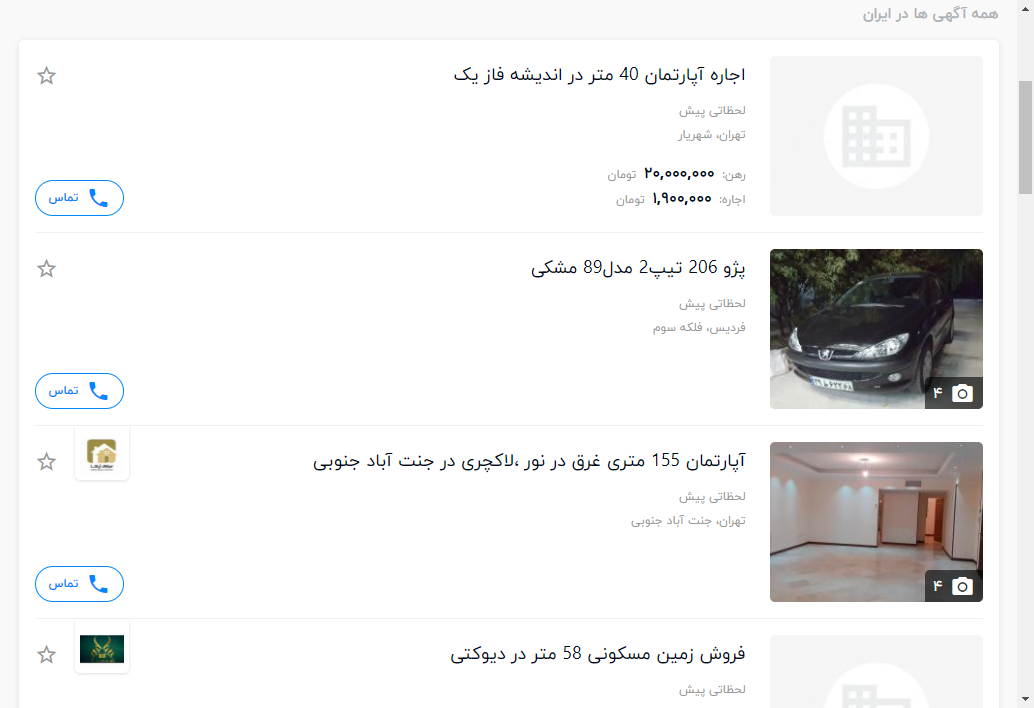 همه آگهی ها در ایران
اجاره آپارتمان 40 متر در اندیشه فاز یک
لحظاتی پیش
تهران، شهریار
رهن: ۲۰,۰۰۰,۰۰۰ تومان
اجاره: ۱,۹۰۰,۰۰۰ تومان
تماس
پژو 206 تیپ2 مدل89 مشکی
لحظاتی پیش
فردیس، فلکه سوم
۴
تماس
آپارتمان 155 متری غرق در نور ،لاکچری در جنت آباد جنوبی
لحظاتی پیش
تهران، جنت آباد جنوبی
۴
تماس
فروش زمین مسکونی 58 متر در دیوکتی
لحظاتی پیش